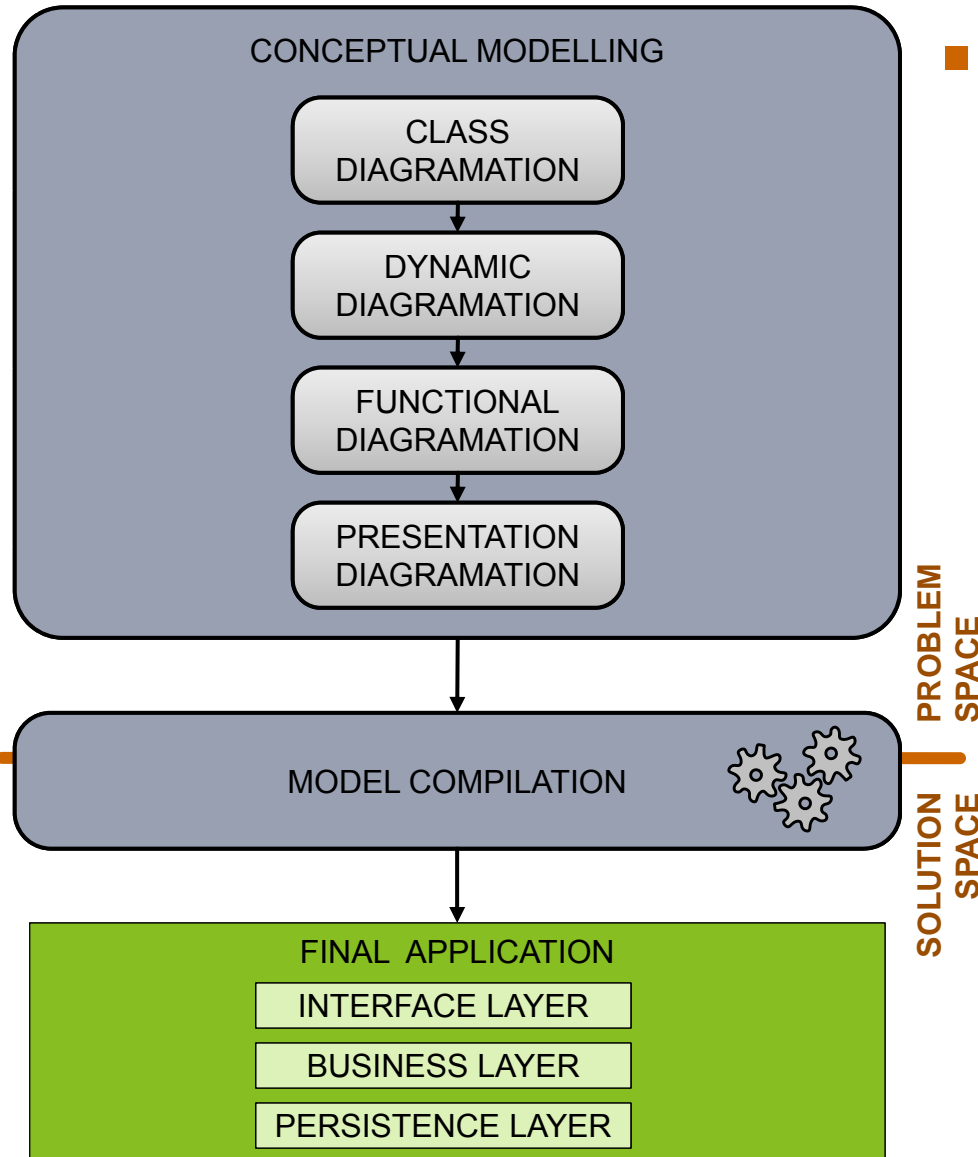 CONCEPTUAL MODELLING
CLASS
DIAGRAMATION
DYNAMIC
DIAGRAMATION
FUNCTIONAL
DIAGRAMATION
PRESENTATION
DIAGRAMATION
PROBLEM
SPACE
MODEL COMPILATION
SOLUTION
SPACE
FINAL APPLICATION
INTERFACE LAYER
BUSINESS LAYER
PERSISTENCE LAYER